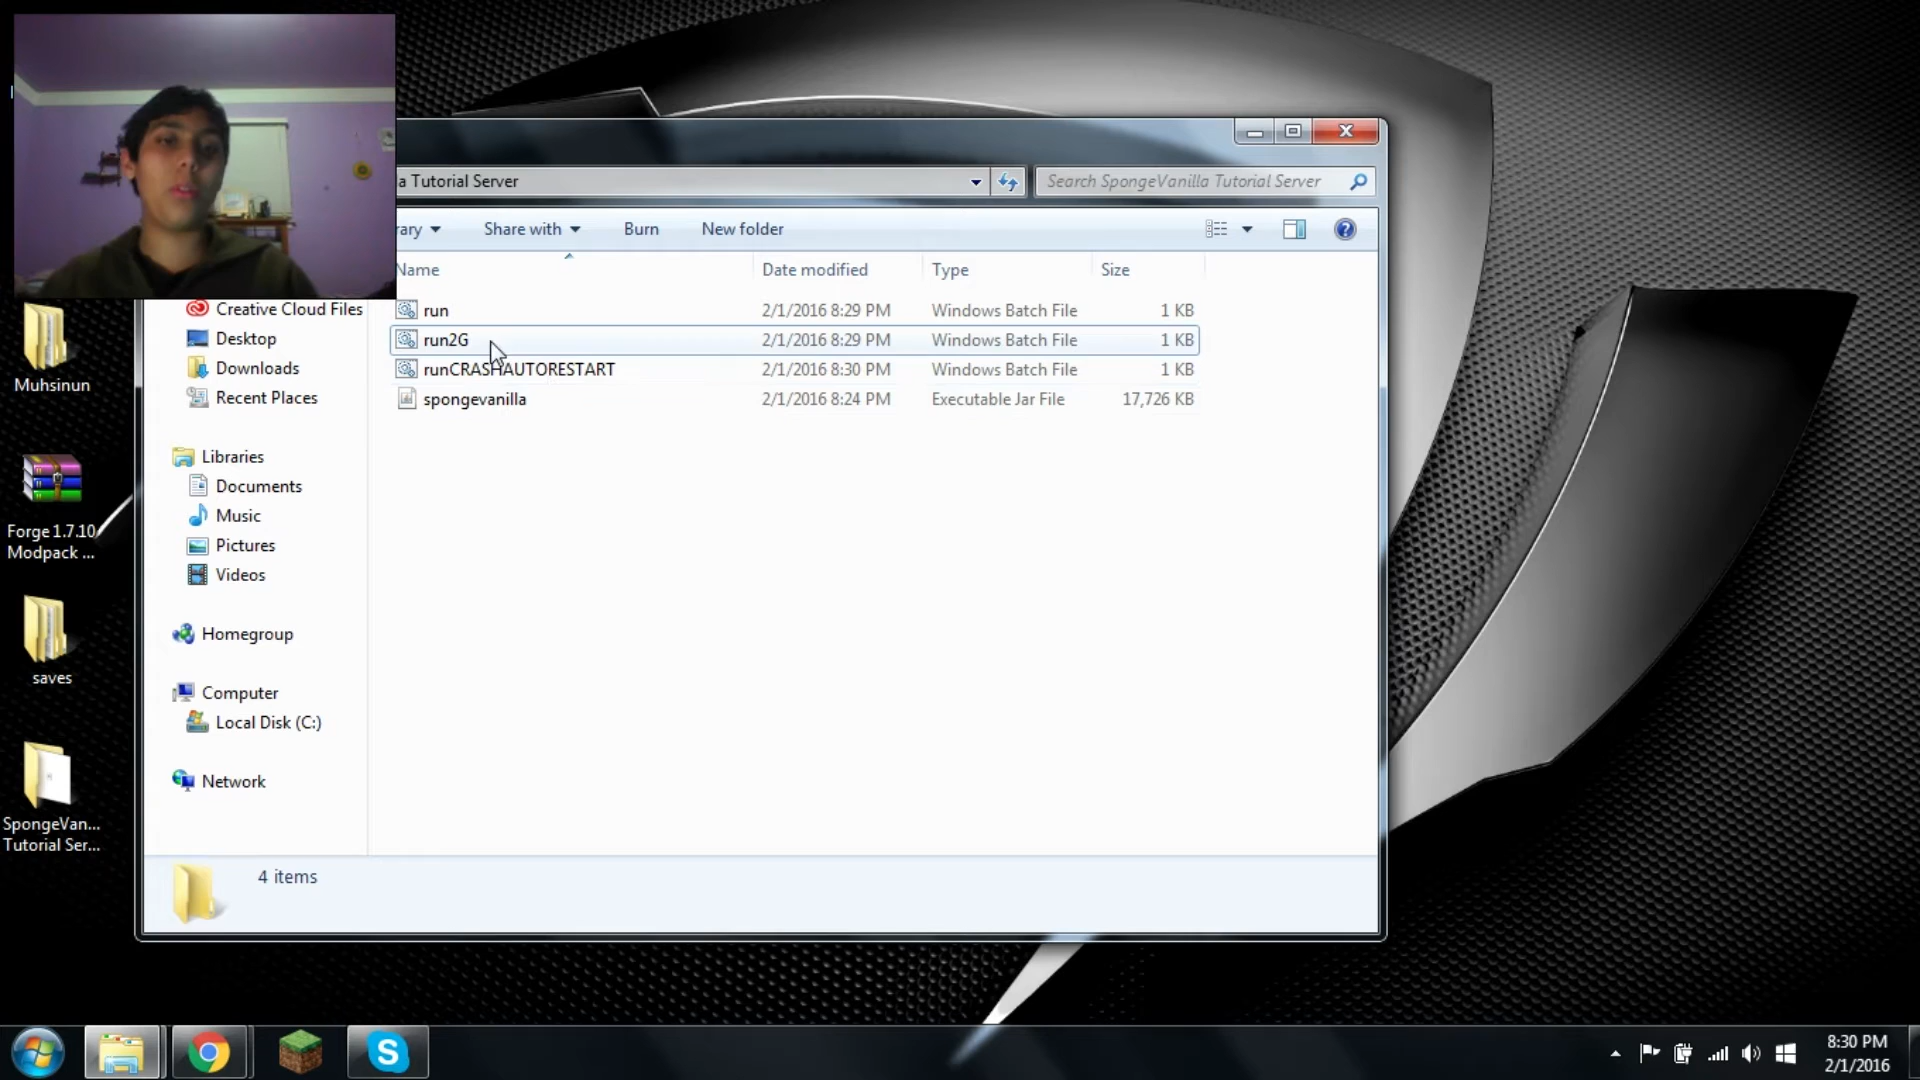 a Tutorial Server
Search SpongeVanilla Tutorial Server
rary
Share with
Burn
New folder
Name
Date modified
Type
Size
run
2/1/2016 8:29 PM
Windows Batch File
1 KB
run2G
2/1/2016 8:29 PM
Windows Batch File
1 KB
runCRASHAUTORESTART
2/1/2016 8:30 PM
Windows Batch File
1 KB
spongevanilla
2/1/2016 8:24 PM
Executable Jar File
17,726 KB
Creative Cloud Files
Desktop
Downloads
Recent Places
Libraries
Documents
Music
Pictures
Videos
Homegroup
Computer
Local Disk (C:)
Network
4 items
Muhsinun
Forge 1.7.10
Modpack ...
saves
SpongeVan...
Tutorial Ser...
8:30 PM
2/1/2016